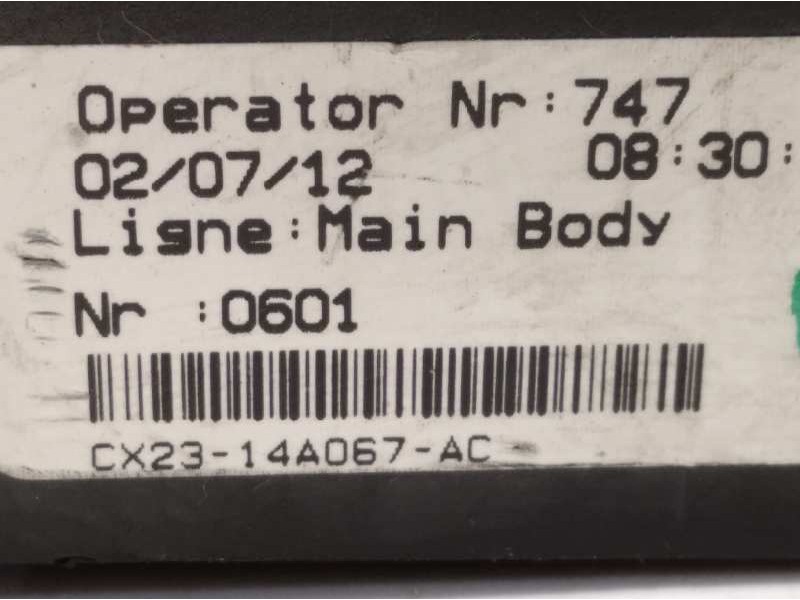 Operator Nr:747
02/07/12 08:30:
Ligne:Main Body
Nr :0601
CX23-14A067-AC